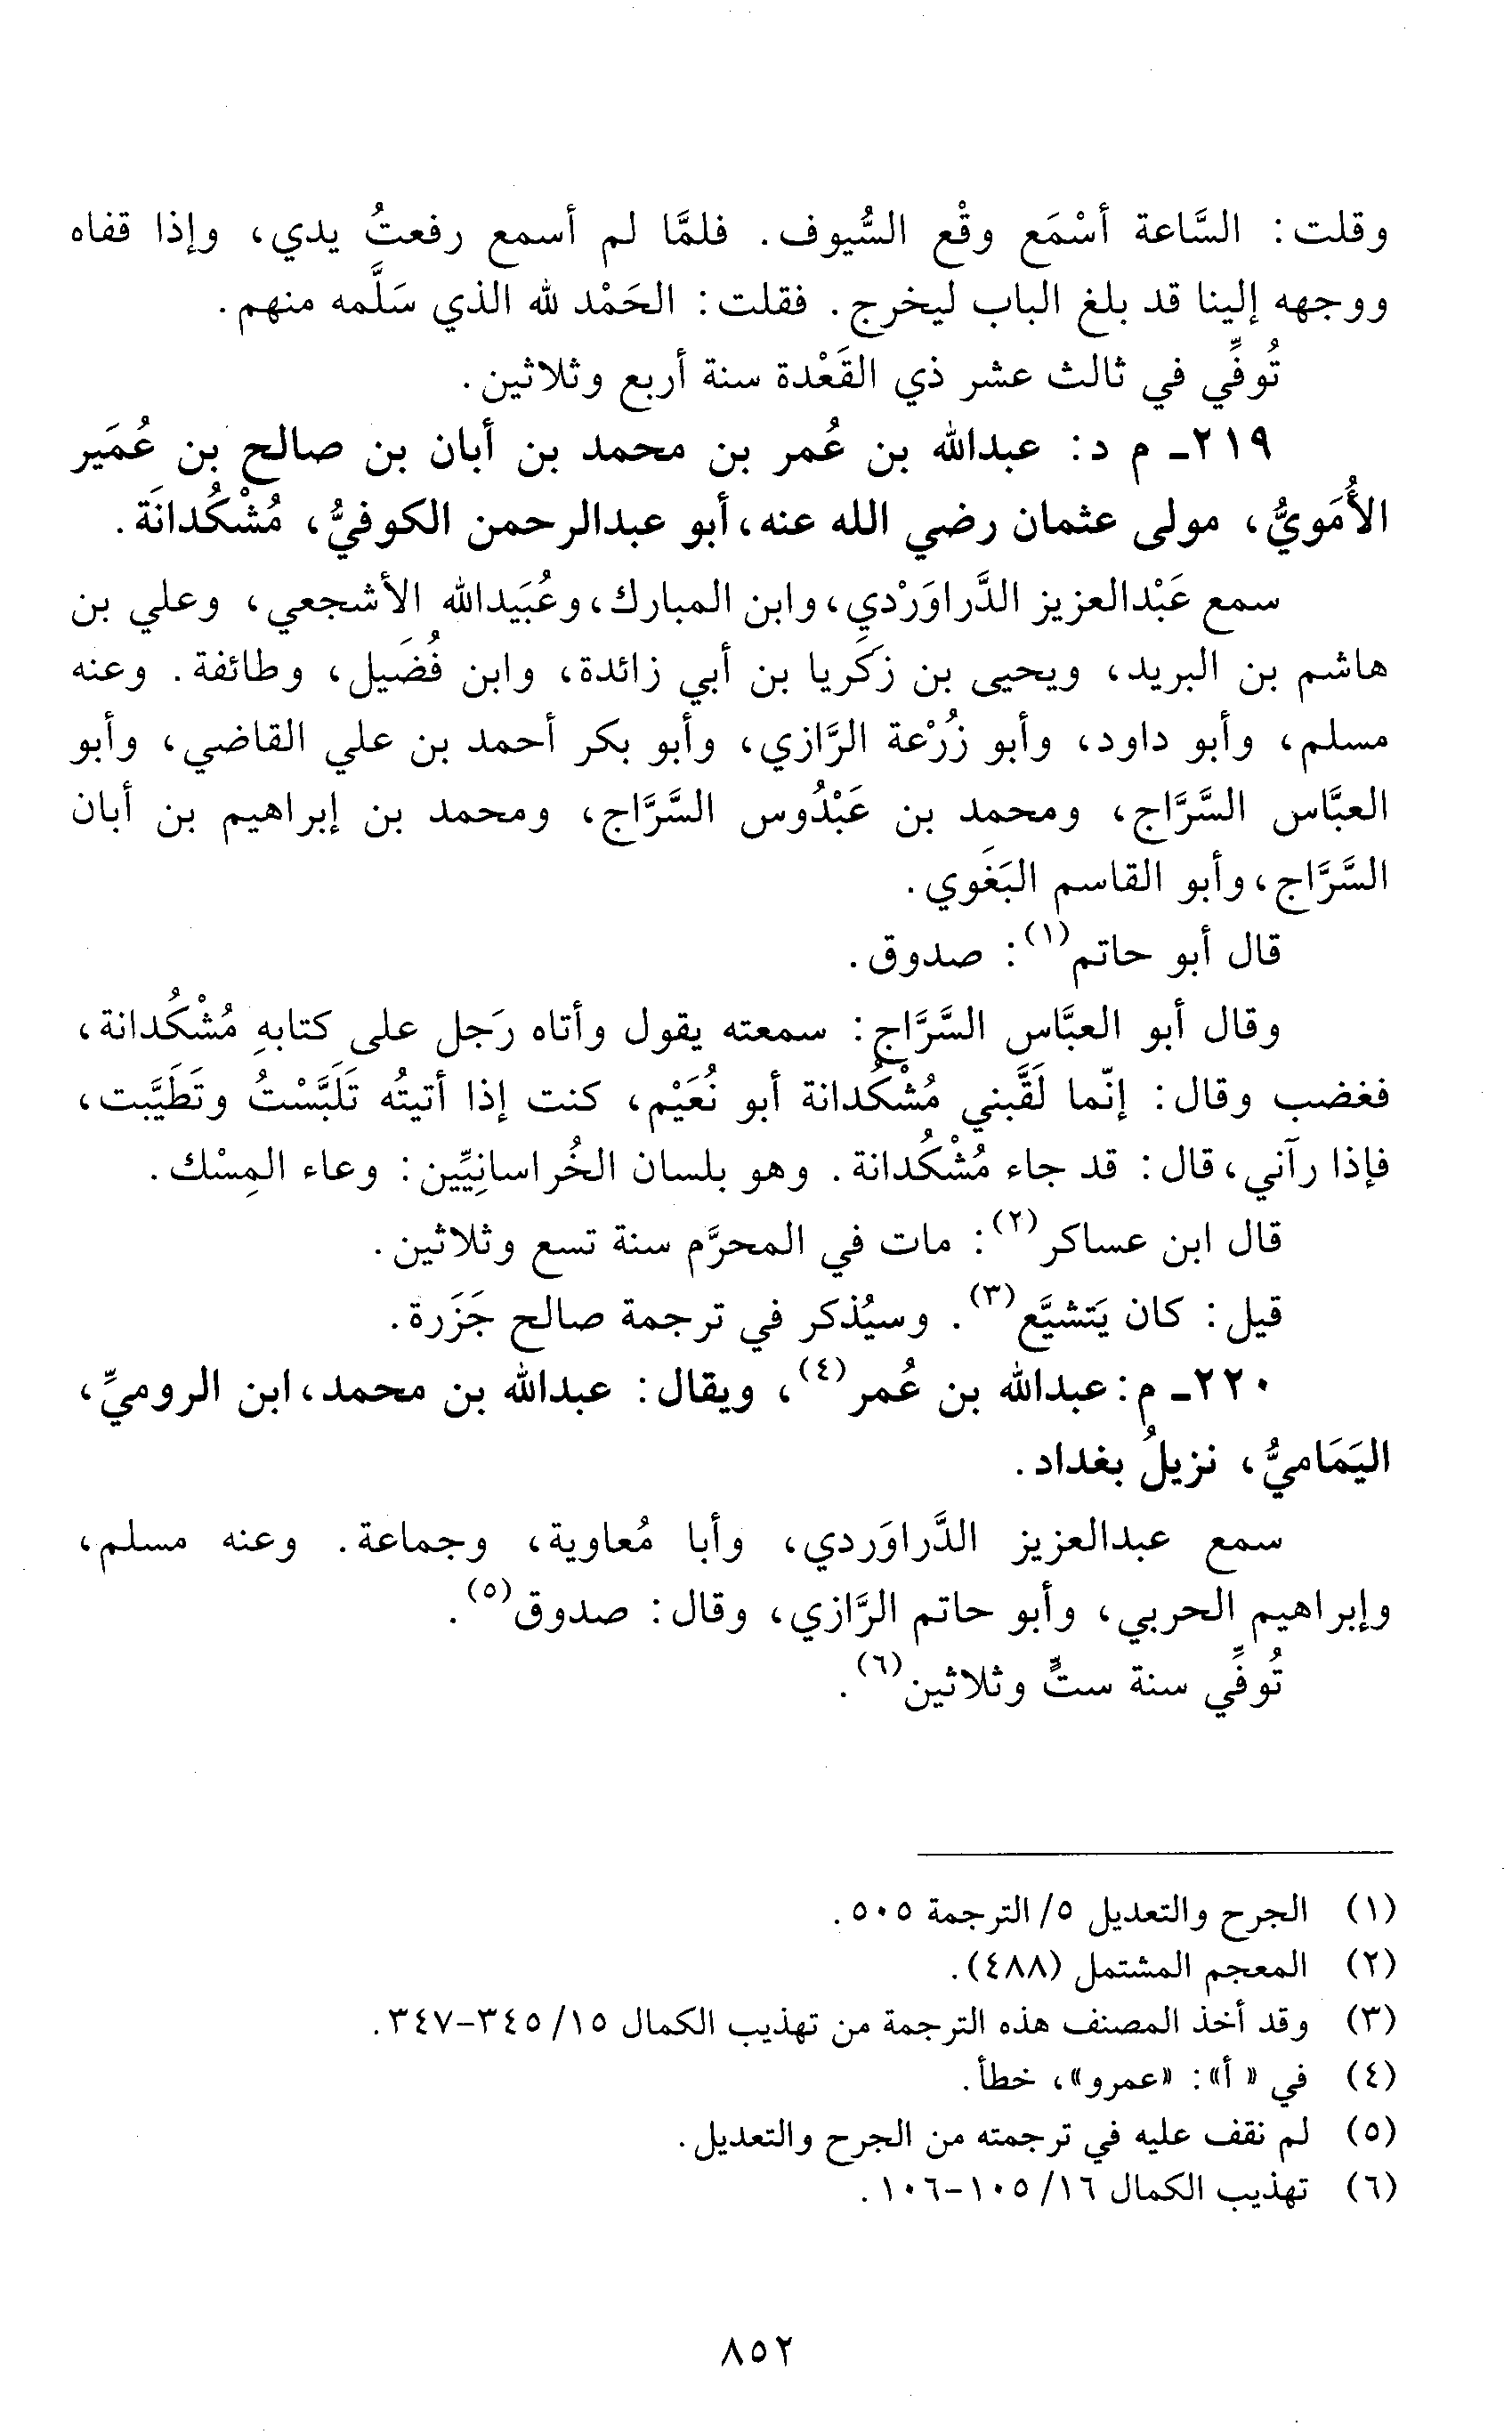 وقلت: السَّاعة أسْمَع وقْع السُّيوف. فلمَّا لم أسمع رفعتُ يدي، وإذا قفاه
ووجهه إلينا قد بلغ الباب ليخرج. فقلت: الحَمْد لله الذي سَلَّمه منهم.
تُوفِّي في ثالث عشر ذي القَعْدة سنة أربع وثلاثين.
٢١٩ـ م د: عبدالله بن عُمر بن محمد بن أبان بن صالح بن عُمَير
الأُمَويُّ، مولى عثمان رضي الله عنه، أبو عبدالرحمن الكوفيُّ، مُشْكُدانَة.
سمع عَبْدالعزيز الدَّراوَرْدي، وابن المبارك، وعُبَيدالله الأشجعي، وعلي بن
هاشم بن البريد، ويحيى بن زكَريا بن أبي زائدة، وابن فُضَيل، وطائفة. وعنه
مسلم، وأبو داود، وأبو زُرْعة الرَّازي، وأبو بكر أحمد بن علي القاضي، وأبو
العبَّاس السَّرَّاج، ومحمد بن عَبْدُوس السَّرَّاج، ومحمد بن إبراهيم بن أبان
السَّرَّاج، وأبو القاسم البَغَوي.
قال أبو حاتم(١): صدوق.
وقال أبو العبَّاس السَّرَّاج: سمعته يقول وأتاه رَجل على كتابهِ مُشْكُدانة،
فغضب وقال: إنّما لَقَّبني مُشْكُدانة أبو نُعَيْم، كنت إذا أتيتُه تَلَبَّسْتُ وتَطَيَّبت،
فإذا رآني، قال: قد جاء مُشْكُدانة. وهو بلسان الخُراسانِيِّين: وعاء المِسْك.
قال ابن عساكر(٢): مات في المحرَّم سنة تسع وثلاثين.
قيل: كان يَتشيَّع(٣). وسيُذكر في ترجمة صالح جَزَرة.
٢٢٠ـ م: عبدالله بن عُمر(٤)، ويقال: عبدالله بن محمد، ابن الروميِّ،
اليَمَاميُّ، نزيلُ بغداد.
سمع عبدالعزيز الدَّراوَردي، وأبا مُعاوية، وجماعة. وعنه مسلم،
وإبراهيم الحربي، وأبو حاتم الرَّازي، وقال: صدوق(٥).
تُوفِّي سنة ستٍّ وثلاثين(٦).
(١) الجرح والتعديل ٥/ الترجمة ٥٠٥.
(٢) المعجم المشتمل (٤٨٨).
(٣) وقد أخذ المصنف هذه الترجمة من تهذيب الكمال ١٥/ ٣٤٥-٣٤٧.
(٤) في « أ»: «عمرو»، خطأ.
(٥) لم نقف عليه في ترجمته من الجرح والتعديل.
(٦) تهذيب الكمال ١٦/ ١٠٥-١٠٦.
٨٥٢